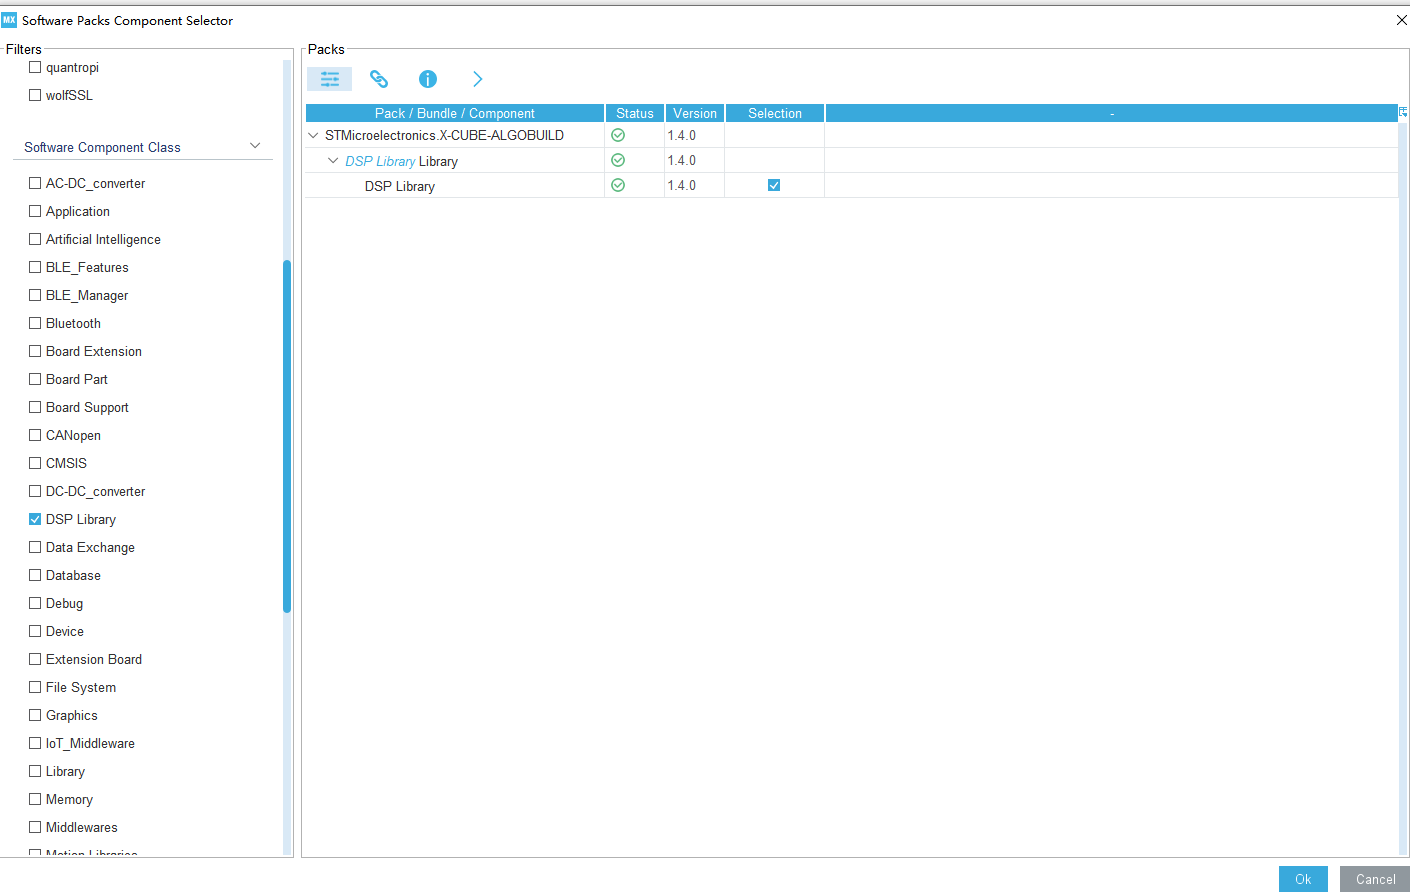 MX Software Packs Component Selector
Filters
quantropi
wolfSSL
Software Component Class
AC-DC_converter
Application
Artificial Intelligence
BLE_Features
BLE_Manager
Bluetooth
Board Extension
Board Part
Board Support
CANopen
CMSIS
DC-DC_converter
DSP Library
Data Exchange
Database
Debug
Device
Extension Board
File System
Graphics
IoT_Middleware
Library
Memory
Middlewares
Motion Libraries
Packs
Pack / Bundle / Component Status Version Selection -
STMicroelectronics.X-CUBE-ALGOBUILD 1.4.0
DSP Library Library 1.4.0
DSP Library 1.4.0
Ok Cancel